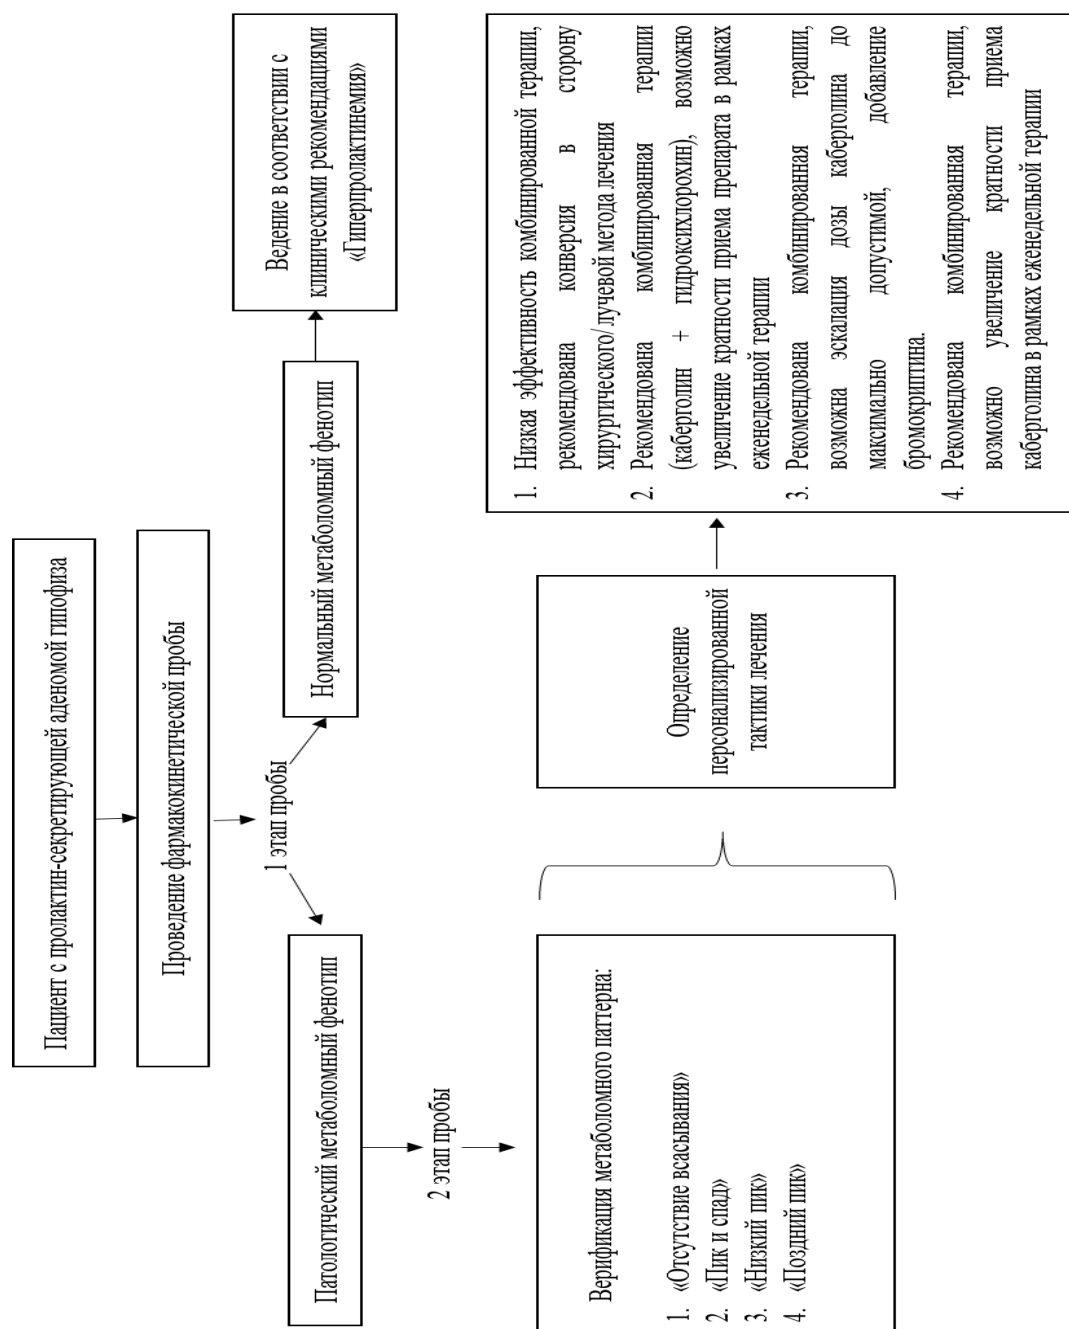 Пациент с пролактин-секретирующей аденомой гипофиза
Проведение фармакокинетической пробы
1 этап пробы
Патологический метаболомный фенотип
Нормальный метаболомный фенотип
Ведение в соответствии с
клиническими рекомендациями
«Гиперпролактинемия»
2 этап пробы
Верификация метаболомного паттерна:
1. «Отсутствие всасывания»
2. «Пик и спад»
3. «Низкий пик»
4. «Поздний пик»
Определение
персонализированной
тактики лечения
1. Низкая эффективность комбинированной терапии,
рекомендована конверсия в сторону
хирургического/лучевой метода лечения
2. Рекомендована комбинированная терапии
(каберголин + гидроксихлорохин), возможно
увеличение кратности приема препарата в рамках
еженедельной терапии
3. Рекомендована комбинированная терапии,
возможна эскалация дозы каберголина до
максимально допустимой, добавление
бромокриптина.
4. Рекомендована комбинированная терапии,
возможно увеличение кратности приема
каберголина в рамках еженедельной терапии